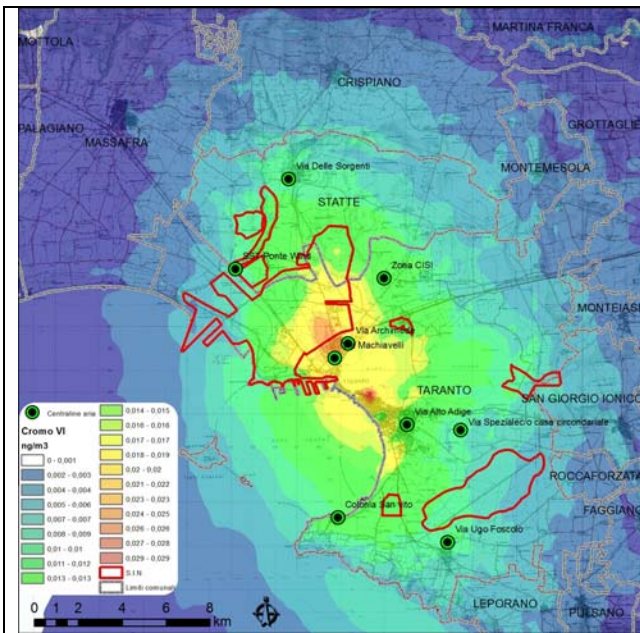 MARTINA FRANCA
MOTTOLA
CRISPIANO
GROTTAGLIE
PALAGIANO
MASSAFRA
MONTEMESOLA
Via Delle Sorgenti
STATTE
Zona CISI
MONTEIASI
Via Archimede
Machiavelli
TARANTO
SAN GIORGIO IONICO
Via Alto Adige
ROCCAFORZATA
FAGGIANO
Colonia San Vito
Via Ugo Foscolo
LEPORANO
PULSANO
Centraline aria
Cromo VI
ng/m3
0 - 0,001
0,002 - 0,003
0,004 - 0,004
0,005 - 0,006
0,007 - 0,007
0,008 - 0,009
0,01 - 0,01
0,011 - 0,012
0,013 - 0,013
0,014 - 0,015
0,016 - 0,016
0,017 - 0,017
0,018 - 0,019
0,02 - 0,02
0,021 - 0,022
0,023 - 0,023
0,024 - 0,025
0,026 - 0,026
0,027 - 0,028
0,029 - 0,029
S.I.N
Limiti comunali
0 2 4 6 8
km